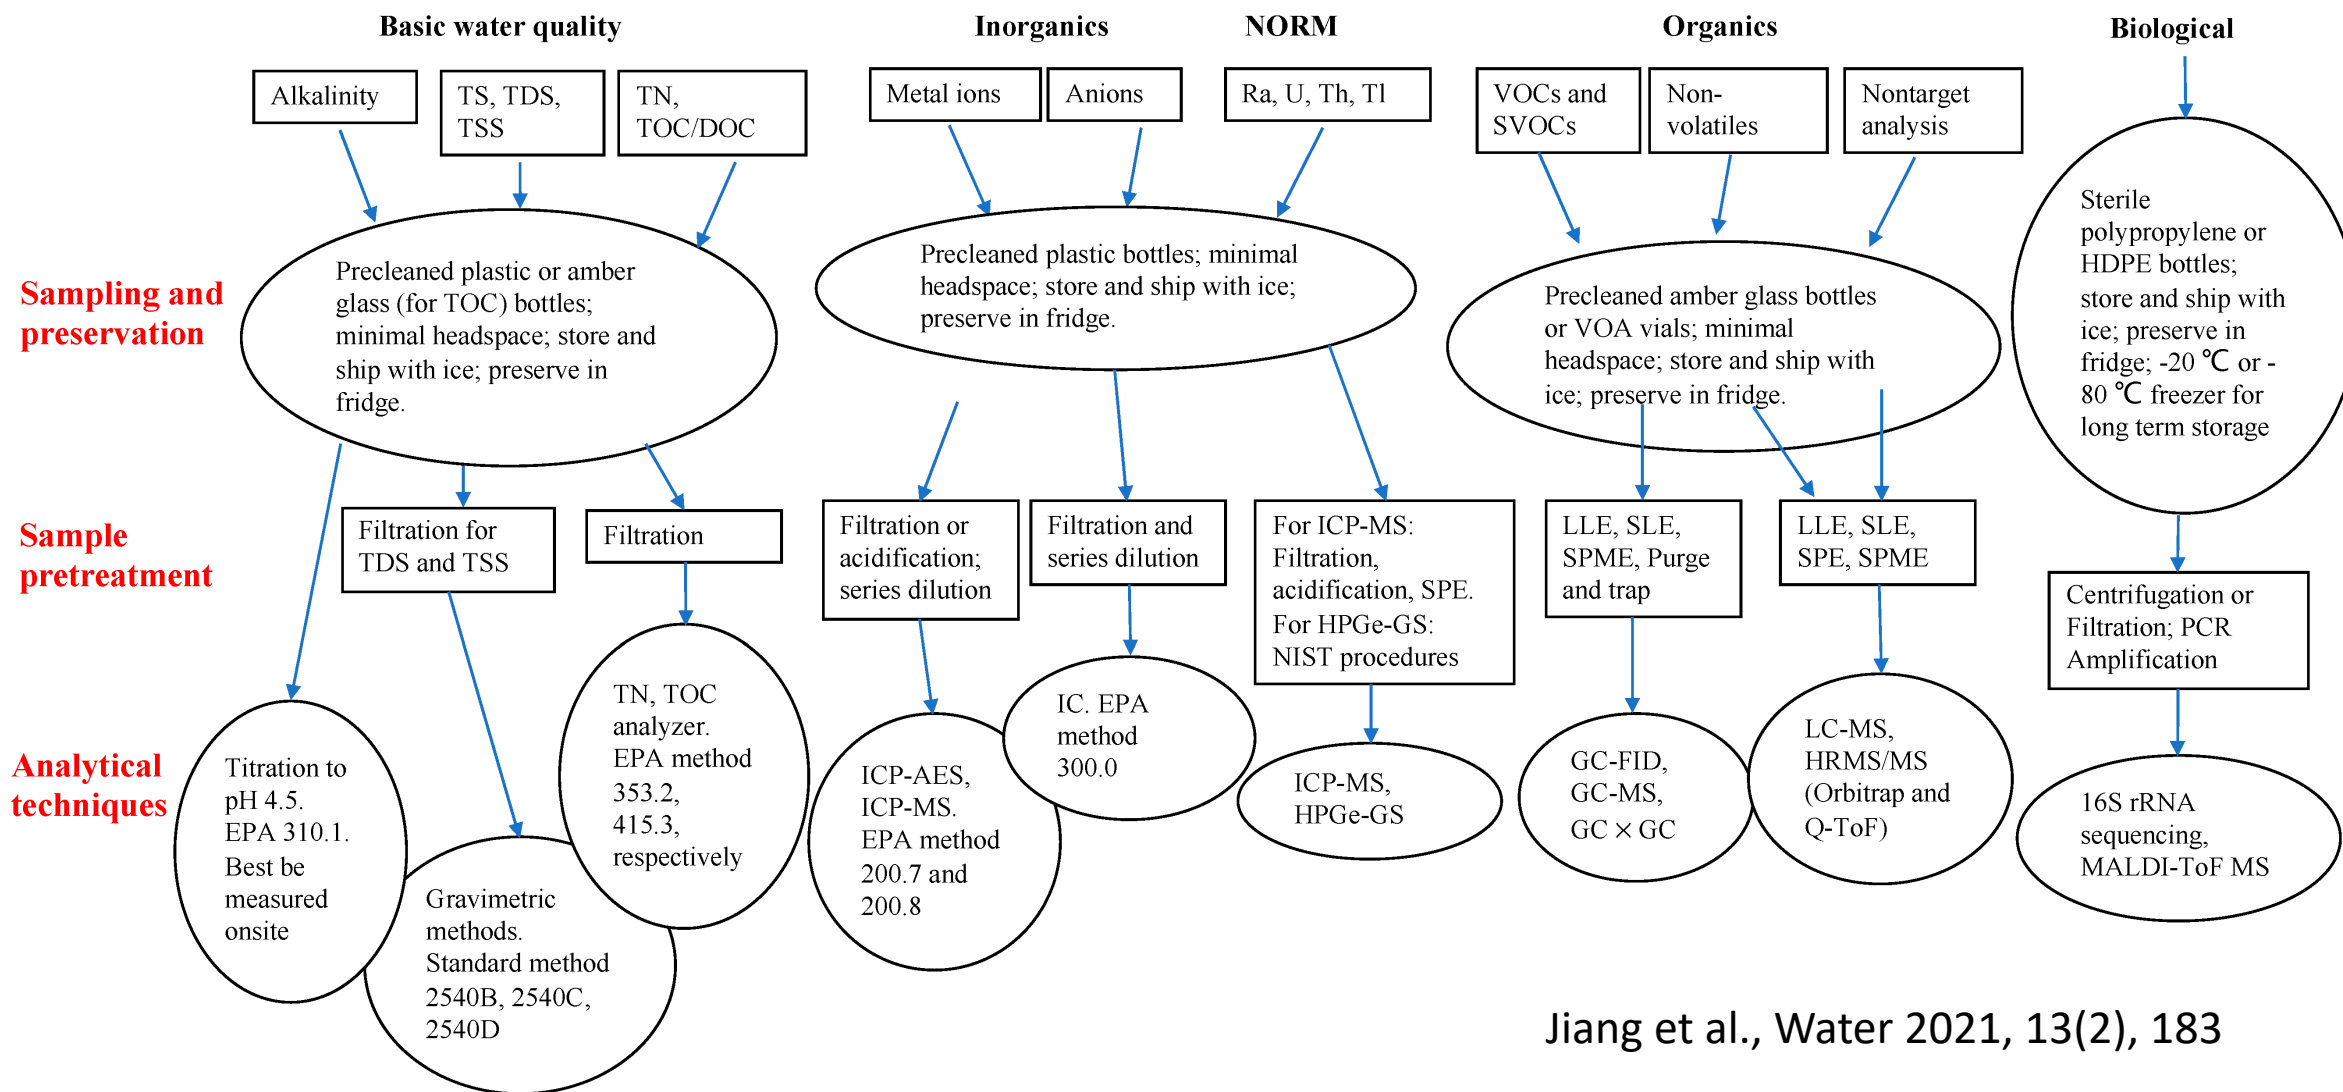 Basic water quality
Inorganics
NORM
Organics
Biological
Alkalinity
TS, TDS,
TSS
TN,
TOC/DOC
Metal ions
Anions
Ra, U, Th, Tl
VOCs and
SVOCs
Non-
volatiles
Nontarget
analysis
Sampling and
preservation
Precleaned plastic or amber
glass (for TOC) bottles;
minimal headspace; store and
ship with ice; preserve in
fridge.
Precleaned plastic bottles; minimal
headspace; store and ship with ice;
preserve in fridge.
Precleaned amber glass bottles
or VOA vials; minimal
headspace; store and ship with
ice; preserve in fridge.
Sterile
polypropylene or
HDPE bottles;
store and ship with
ice; preserve in
fridge; -20 ℃ or -
80 ℃ freezer for
long term storage
Sample
pretreatment
Filtration for
TDS and TSS
Filtration
Filtration or
acidification;
series dilution
Filtration and
series dilution
For ICP-MS:
Filtration,
acidification, SPE.
For HPGe-GS:
NIST procedures
LLE, SLE,
SPME, Purge
and trap
LLE, SLE,
SPE, SPME
Centrifugation or
Filtration; PCR
Amplification
Analytical
techniques
Titration to
pH 4.5.
EPA 310.1.
Best be
measured
onsite
Gravimetric
methods.
Standard method
2540B, 2540C,
2540D
TN, TOC
analyzer.
EPA method
353.2,
415.3,
respectively
ICP-AES,
ICP-MS.
EPA method
200.7 and
200.8
IC. EPA
method
300.0
ICP-MS,
HPGe-GS
GC-FID,
GC-MS,
GC × GC
LC-MS,
HRMS/MS
(Orbitrap and
Q-ToF)
16S rRNA
sequencing,
MALDI-ToF MS
Jiang et al., Water 2021, 13(2), 183